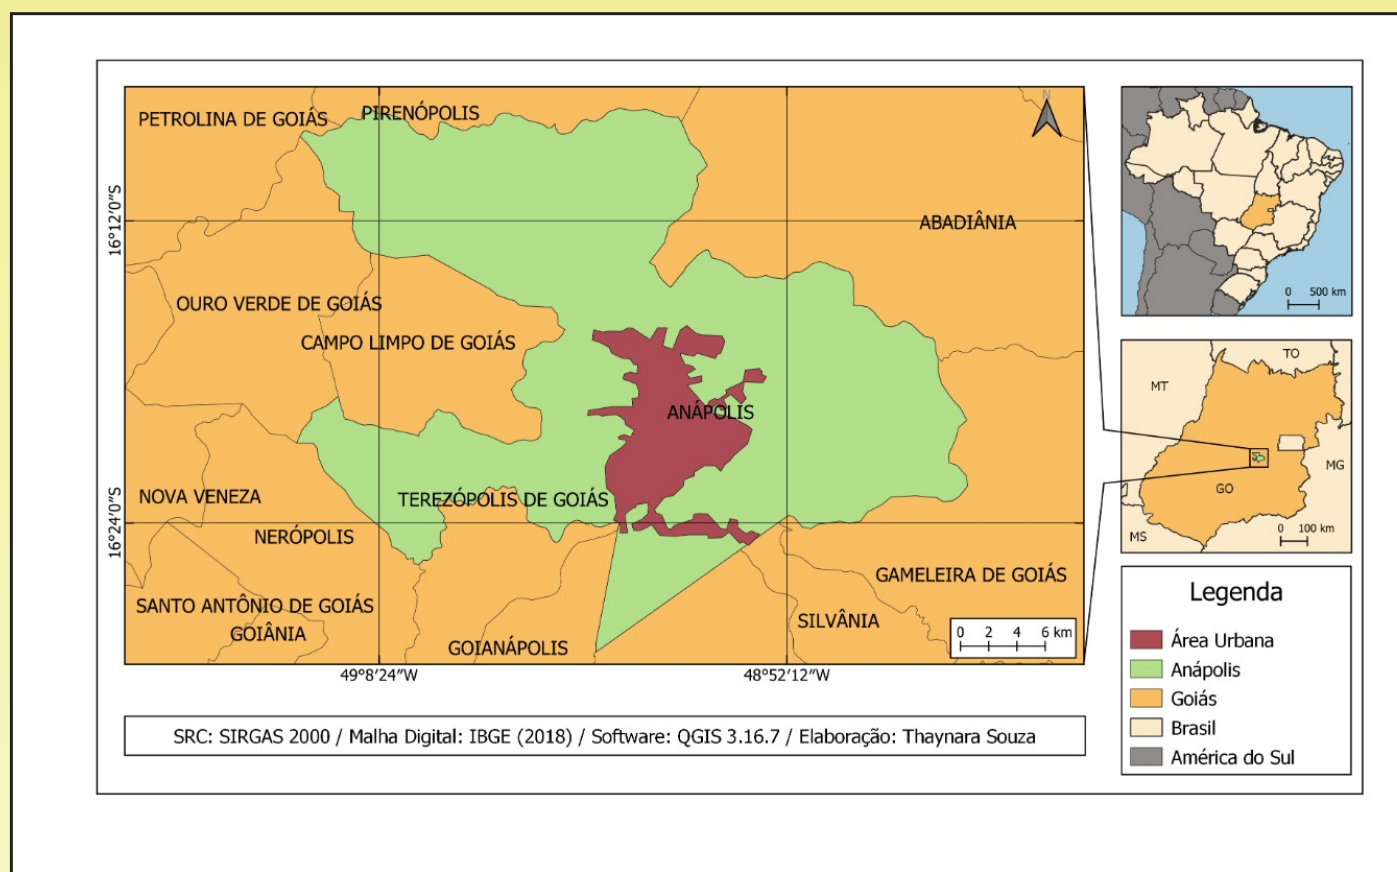 PETROLINA DE GOIÁS
PIRENÓPOLIS
N
16°12'0"S
ABADIÂNIA
OURO VERDE DE GOIÁS
CAMPO LIMPO DE GOIÁS
ANÁPOLIS
NOVA VENEZA
TEREZÓPOLIS DE GOIÁS
16°24'0"S
NERÓPOLIS
GAMELEIRA DE GOIÁS
SANTO ANTÔNIO DE GOIÁS
GOIÂNIA
SILVÂNIA
GOIANÁPOLIS
0 2 4 6 km
49°8'24"W
48°52'12"W
0 500 km
TO
MT
MG
GO
MS
0 100 km
Legenda
Área Urbana
Anápolis
Goiás
Brasil
América do Sul
SRC: SIRGAS 2000 / Malha Digital: IBGE (2018) / Software: QGIS 3.16.7 / Elaboração: Thaynara Souza